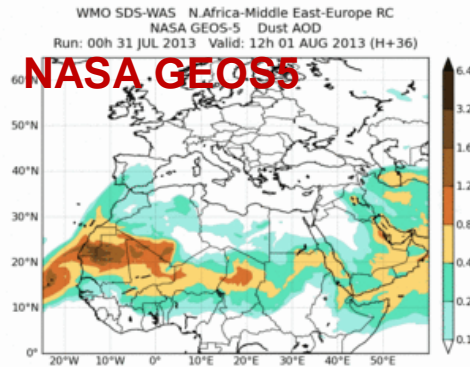 WMO SDS-WAS N.Africa-Middle East-Europe RC
NASA GEOS-5 Dust AOD
Run: 00h 31 JUL 2013 Valid: 12h 01 AUG 2013 (H+36)
NASA GEOS5
60°N
50°N
40°N
30°N
20°N
10°N
0°
20°W 10°W 0° 10°E 20°E 30°E 40°E 50°E
6.4
3.2
1.6
1.2
0.8
0.4
0.2
0.1